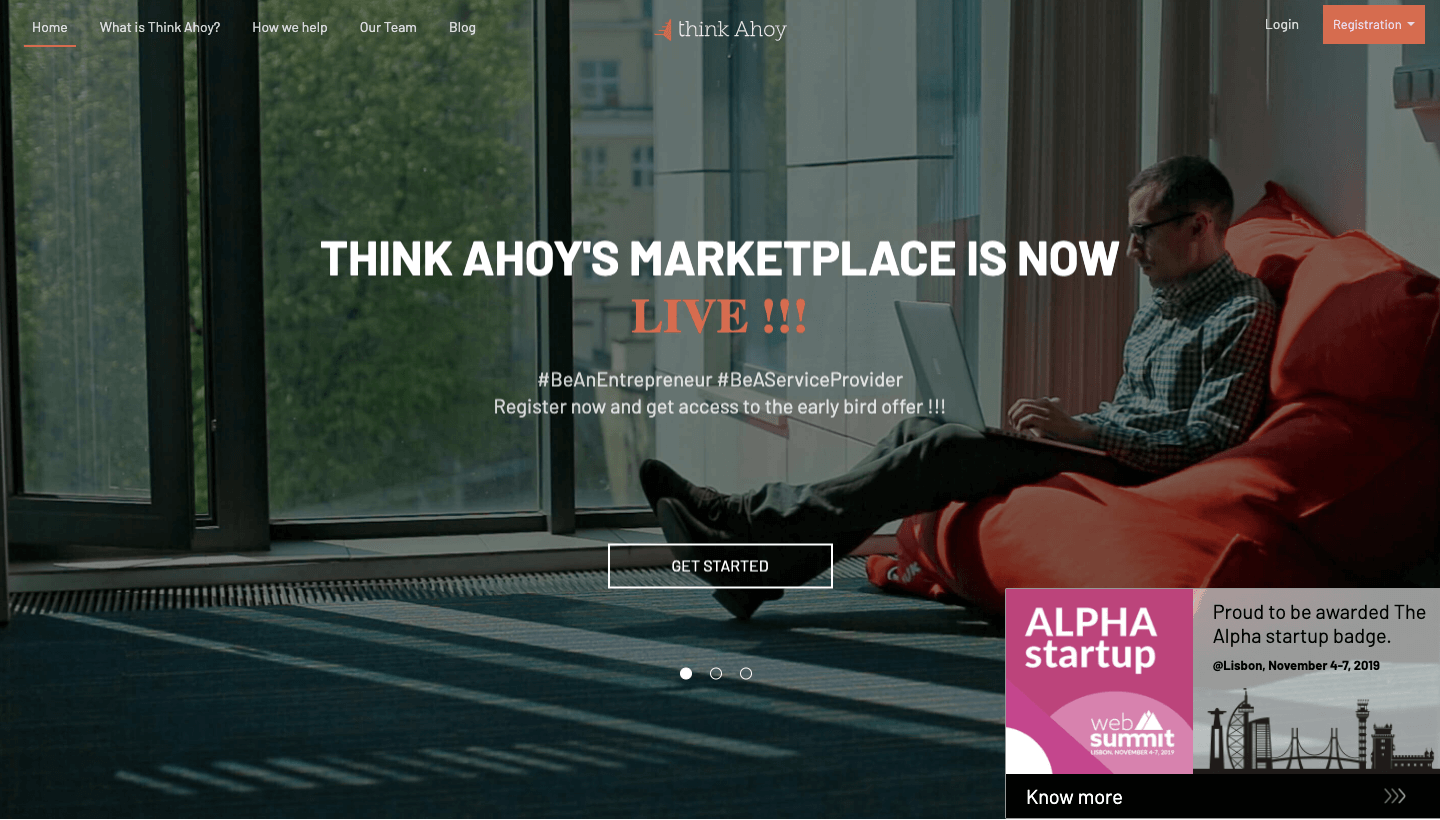 Home
What is Think Ahoy?
How we help
Our Team
Blog
think Ahoy
Login
Registration
THINK AHOY'S MARKETPLACE IS NOW
LIVE !!!
#BeAnEntrepreneur #BeAServiceProvider
Register now and get access to the early bird offer !!!
GET STARTED
ALPHA
startup
web
summit
LISBON, NOVEMBER 4-7, 2019
Proud to be awarded The
Alpha startup badge.
@Lisbon, November 4-7, 2019
Know more